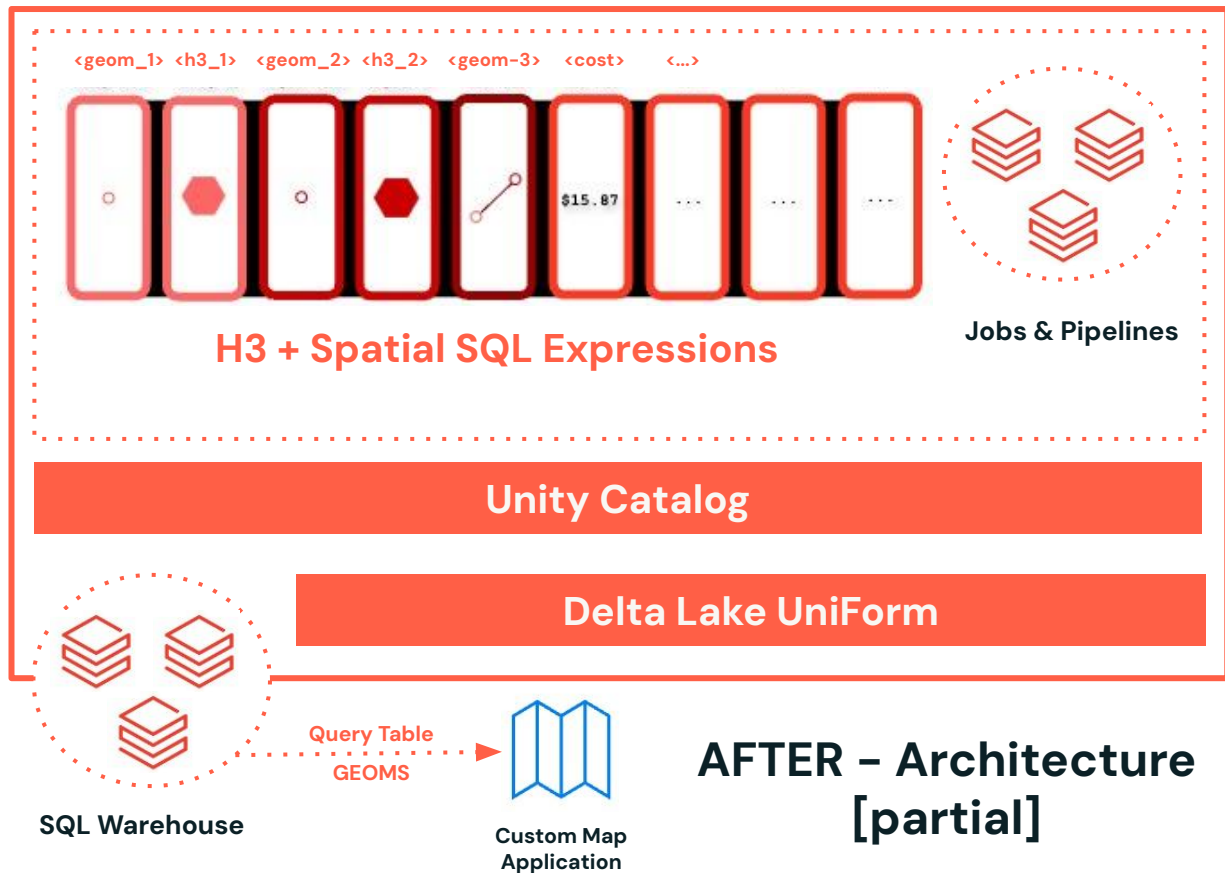 <geom_1> <h3_1> <geom_2> <h3_2> <geom-3> <cost> <...>
$15.87 ... ... ...
H3 + Spatial SQL Expressions
Jobs & Pipelines
Unity Catalog
Delta Lake UniForm
Query Table
GEOMS
SQL Warehouse
Custom Map
Application
AFTER – Architecture
[partial]